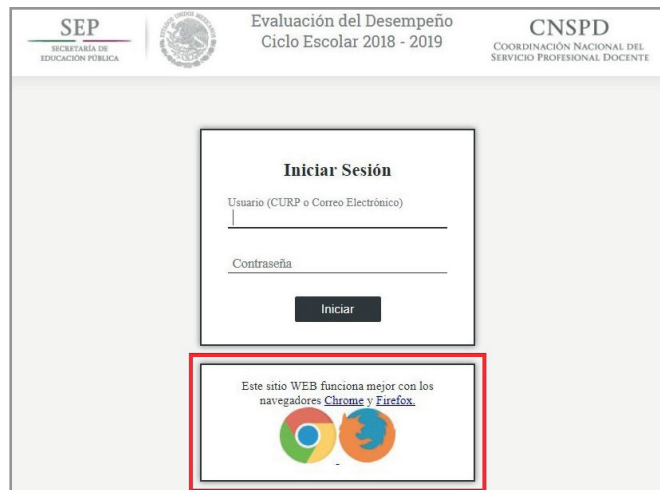 SEP
SECRETARÍA DE
EDUCACIÓN PÚBLICA
Evaluación del Desempeño
Ciclo Escolar 2018 - 2019
CNSPD
COORDINACIÓN NACIONAL DEL
SERVICIO PROFESIONAL DOCENTE
Iniciar Sesión
Usuario (CURP o Correo Electrónico)
Contraseña
Iniciar
Este sitio WEB funciona mejor con los
navegadores Chrome y Firefox.